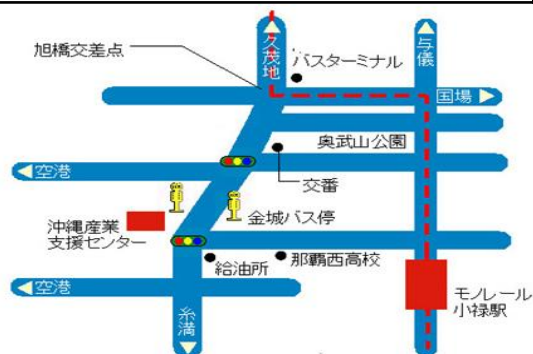 旭橋交差点
久茂地
バスターミナル
与儀
国場
奥武山公園
空港
交番
沖縄産業
支援センター
金城バス停
給油所
那覇西高校
空港
糸満
モノレール
小禄駅